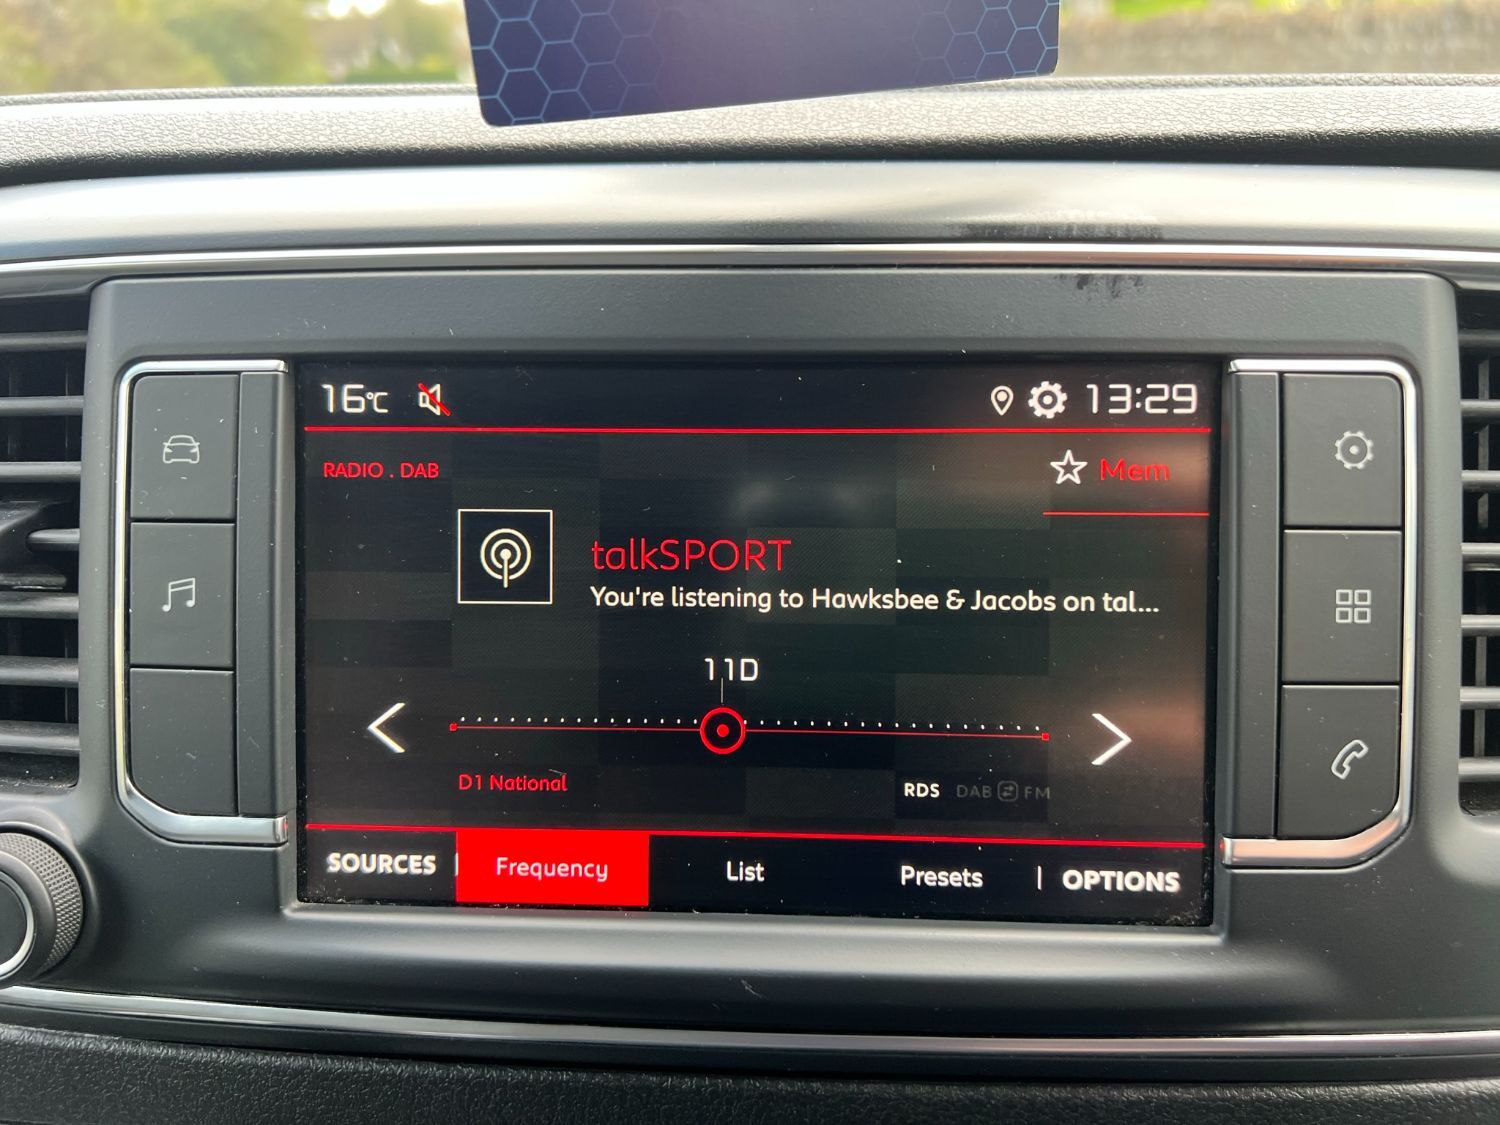 16°C 13:29
RADIO . DAB Mem
talkSPORT
You're listening to Hawksbee & Jacobs on tal...
11D
D1 National RDS DAB FM
SOURCES Frequency List Presets OPTIONS